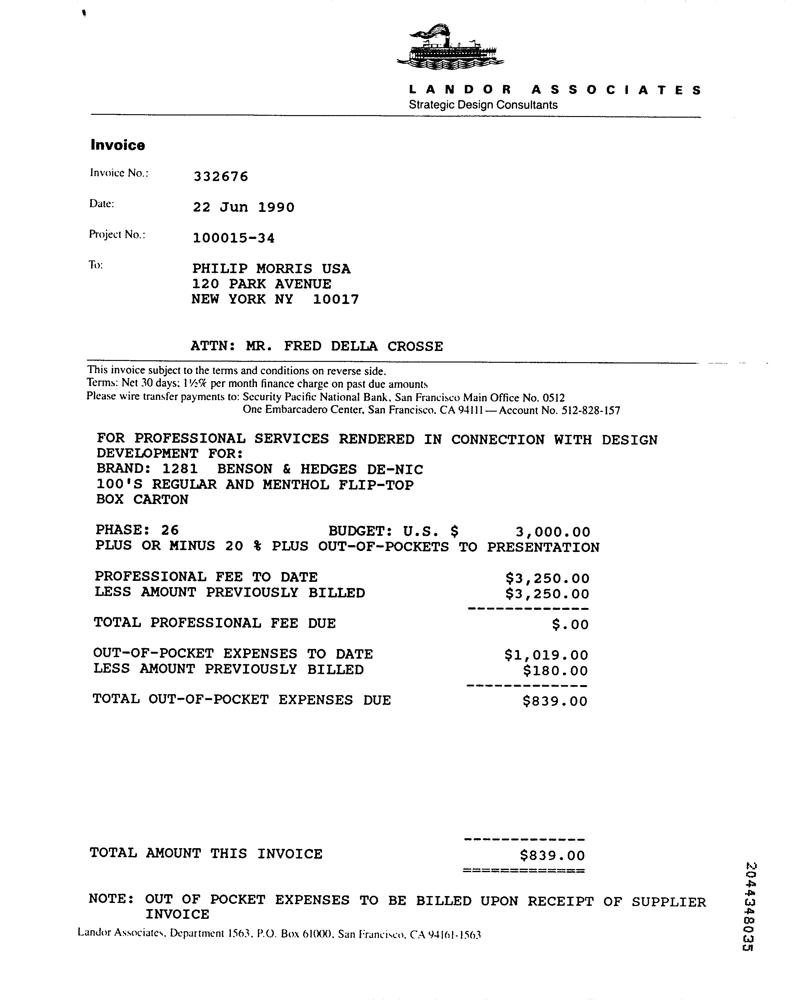 LANDOR ASSOCIATES
Strategic Design Consultants
Invoice
Invoice No.: 332676
Date: 22 Jun 1990
Project No.: 100015-34
To: PHILIP MORRIS USA
120 PARK AVENUE
NEW YORK NY 10017
ATTN: MR. FRED DELLA CROSSE
This invoice subject to the terms and conditions on reverse side.
Terms: Net 30 days; 1½% per month finance charge on past due amounts
Please wire transfer payments to: Security Pacific National Bank, San Francisco Main Office No. 0512
One Embarcadero Center, San Francisco, CA 94111 — Account No. 512-828-157
FOR PROFESSIONAL SERVICES RENDERED IN CONNECTION WITH DESIGN
DEVELOPMENT FOR:
BRAND: 1281 BENSON & HEDGES DE-NIC
100'S REGULAR AND MENTHOL FLIP-TOP
BOX CARTON
PHASE: 26 BUDGET: U.S. $ 3,000.00
PLUS OR MINUS 20 % PLUS OUT-OF-POCKETS TO PRESENTATION
PROFESSIONAL FEE TO DATE $3,250.00
LESS AMOUNT PREVIOUSLY BILLED $3,250.00
TOTAL PROFESSIONAL FEE DUE $.00
OUT-OF-POCKET EXPENSES TO DATE $1,019.00
LESS AMOUNT PREVIOUSLY BILLED $180.00
TOTAL OUT-OF-POCKET EXPENSES DUE $839.00
TOTAL AMOUNT THIS INVOICE $839.00
NOTE: OUT OF POCKET EXPENSES TO BE BILLED UPON RECEIPT OF SUPPLIER
INVOICE
Landor Associates, Department 1563, P.O. Box 61000, San Francisco, CA 94161-1563
2044348035